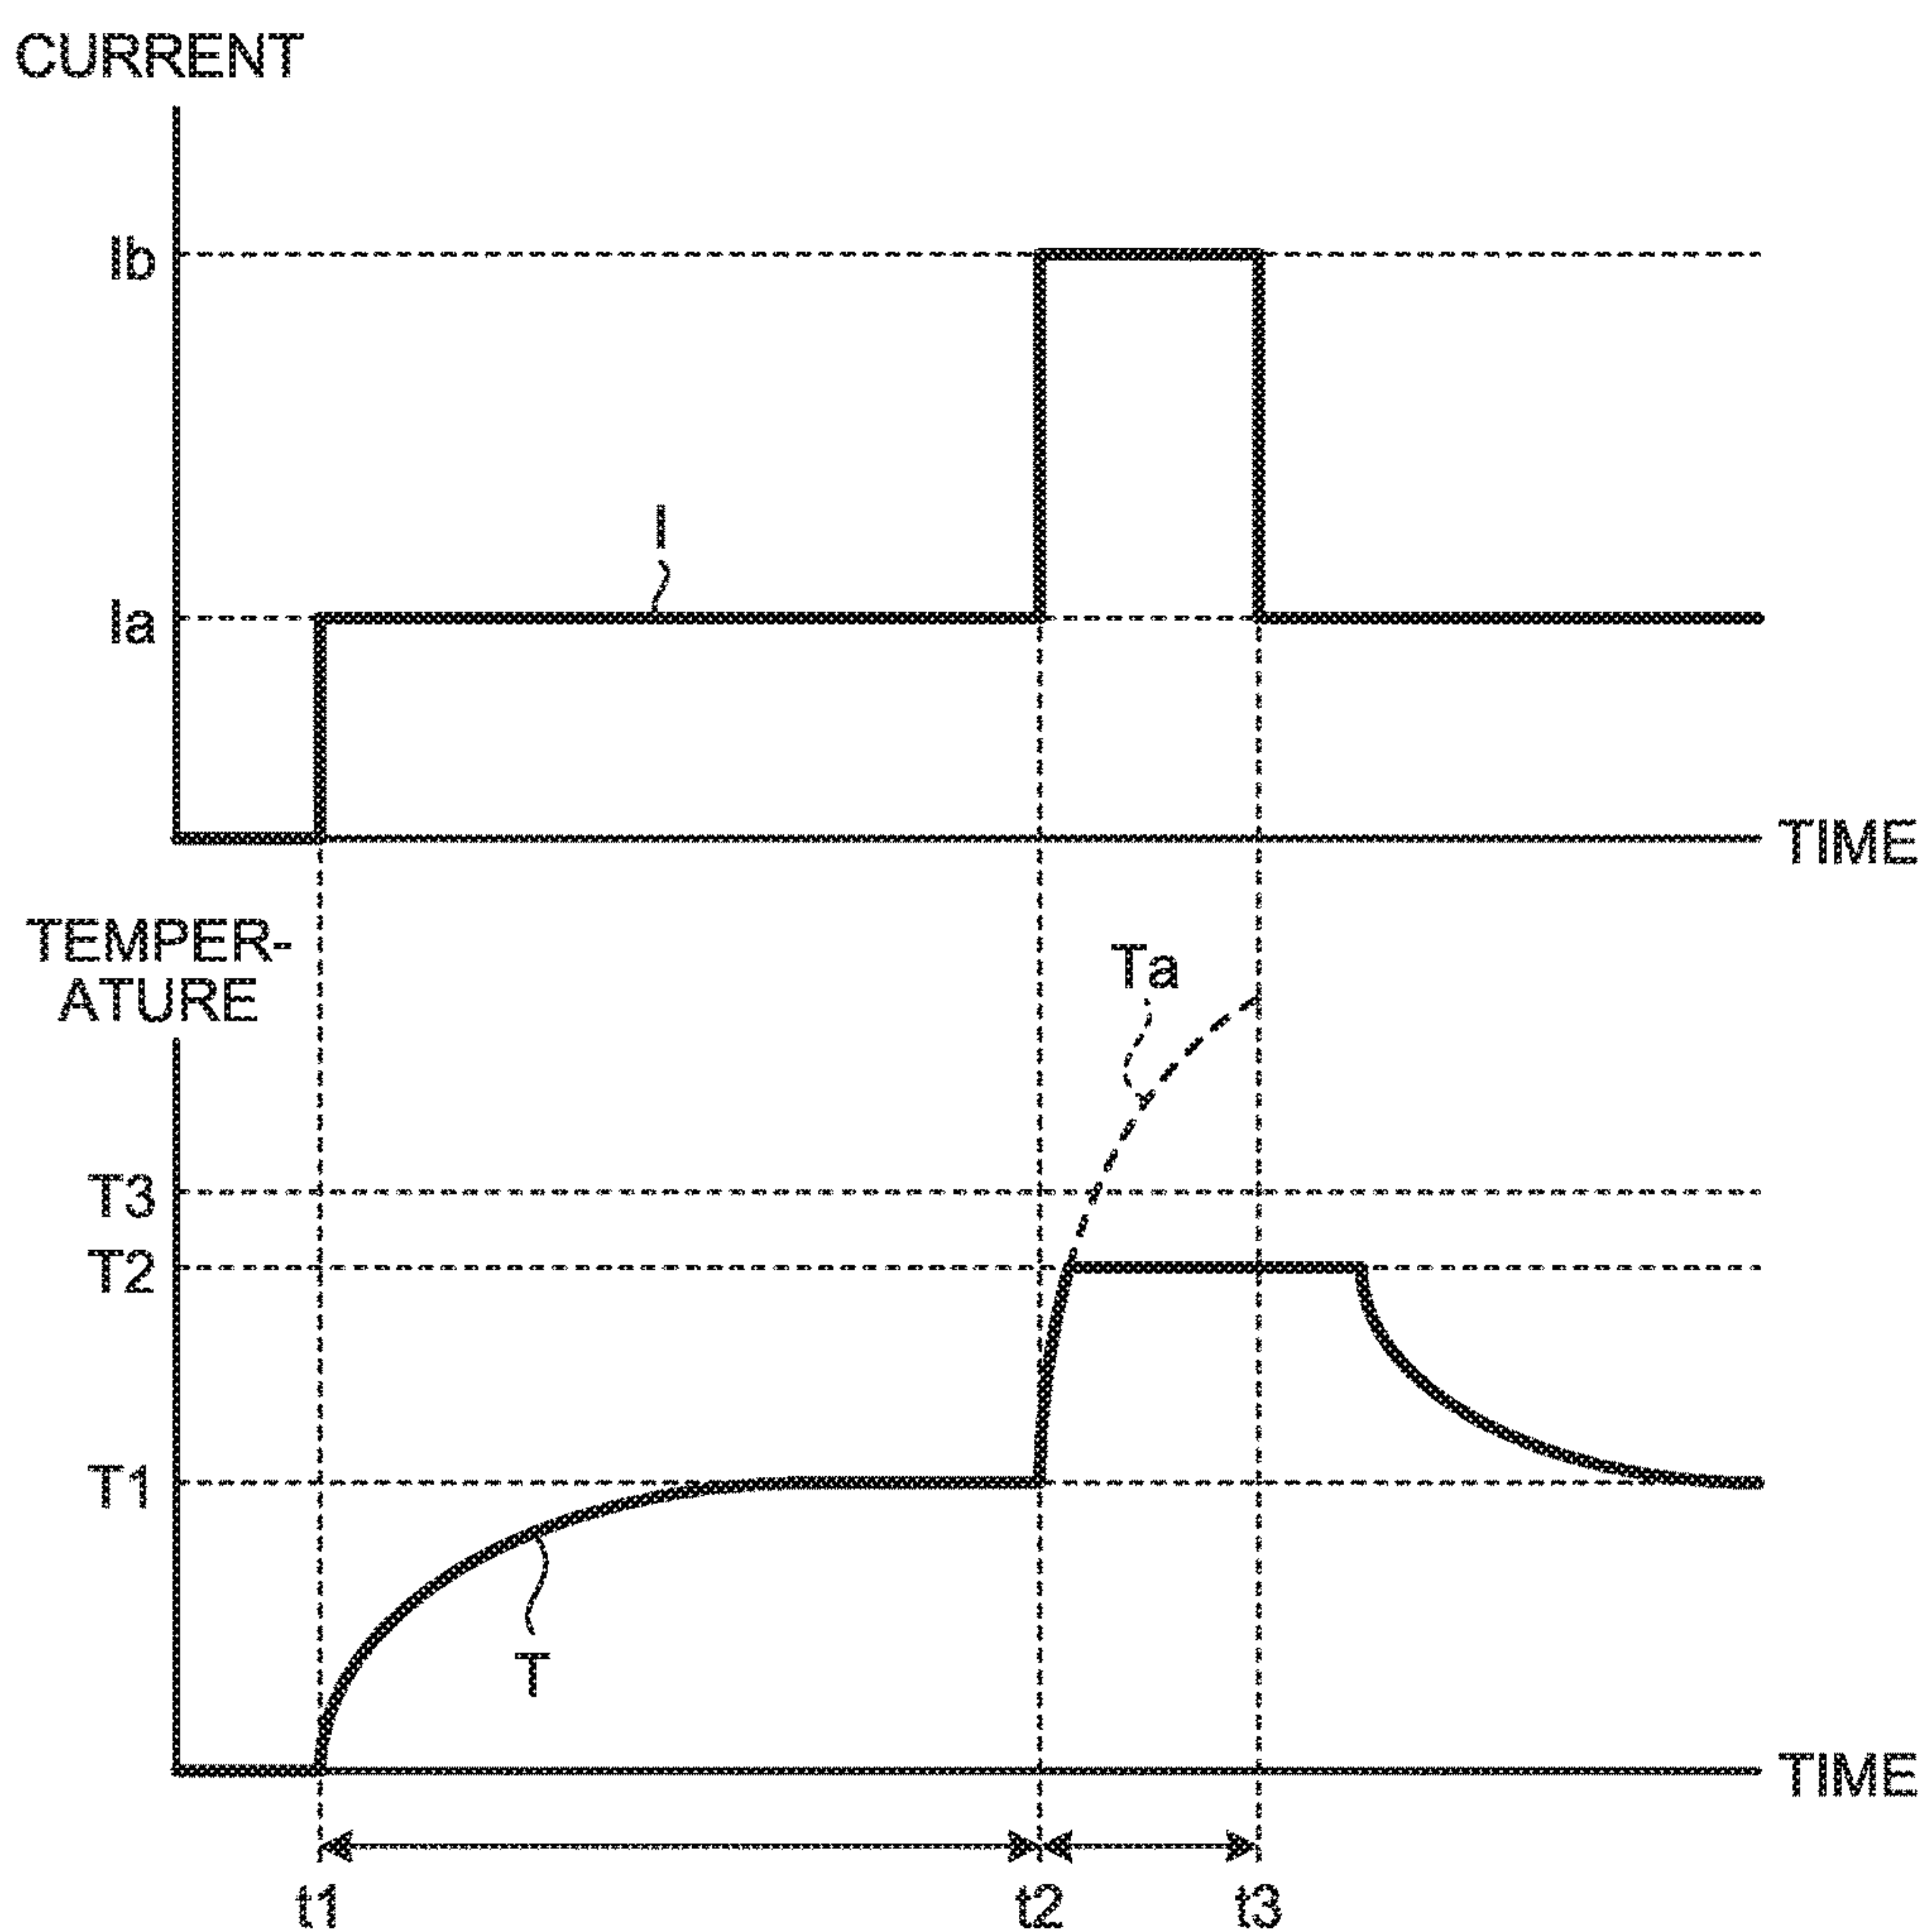 CURRENT
Ib
I
Ia
TIME
TEMPER-
ATURE
Ta
T3
T2
T1
T
TIME
t1
t2
t3